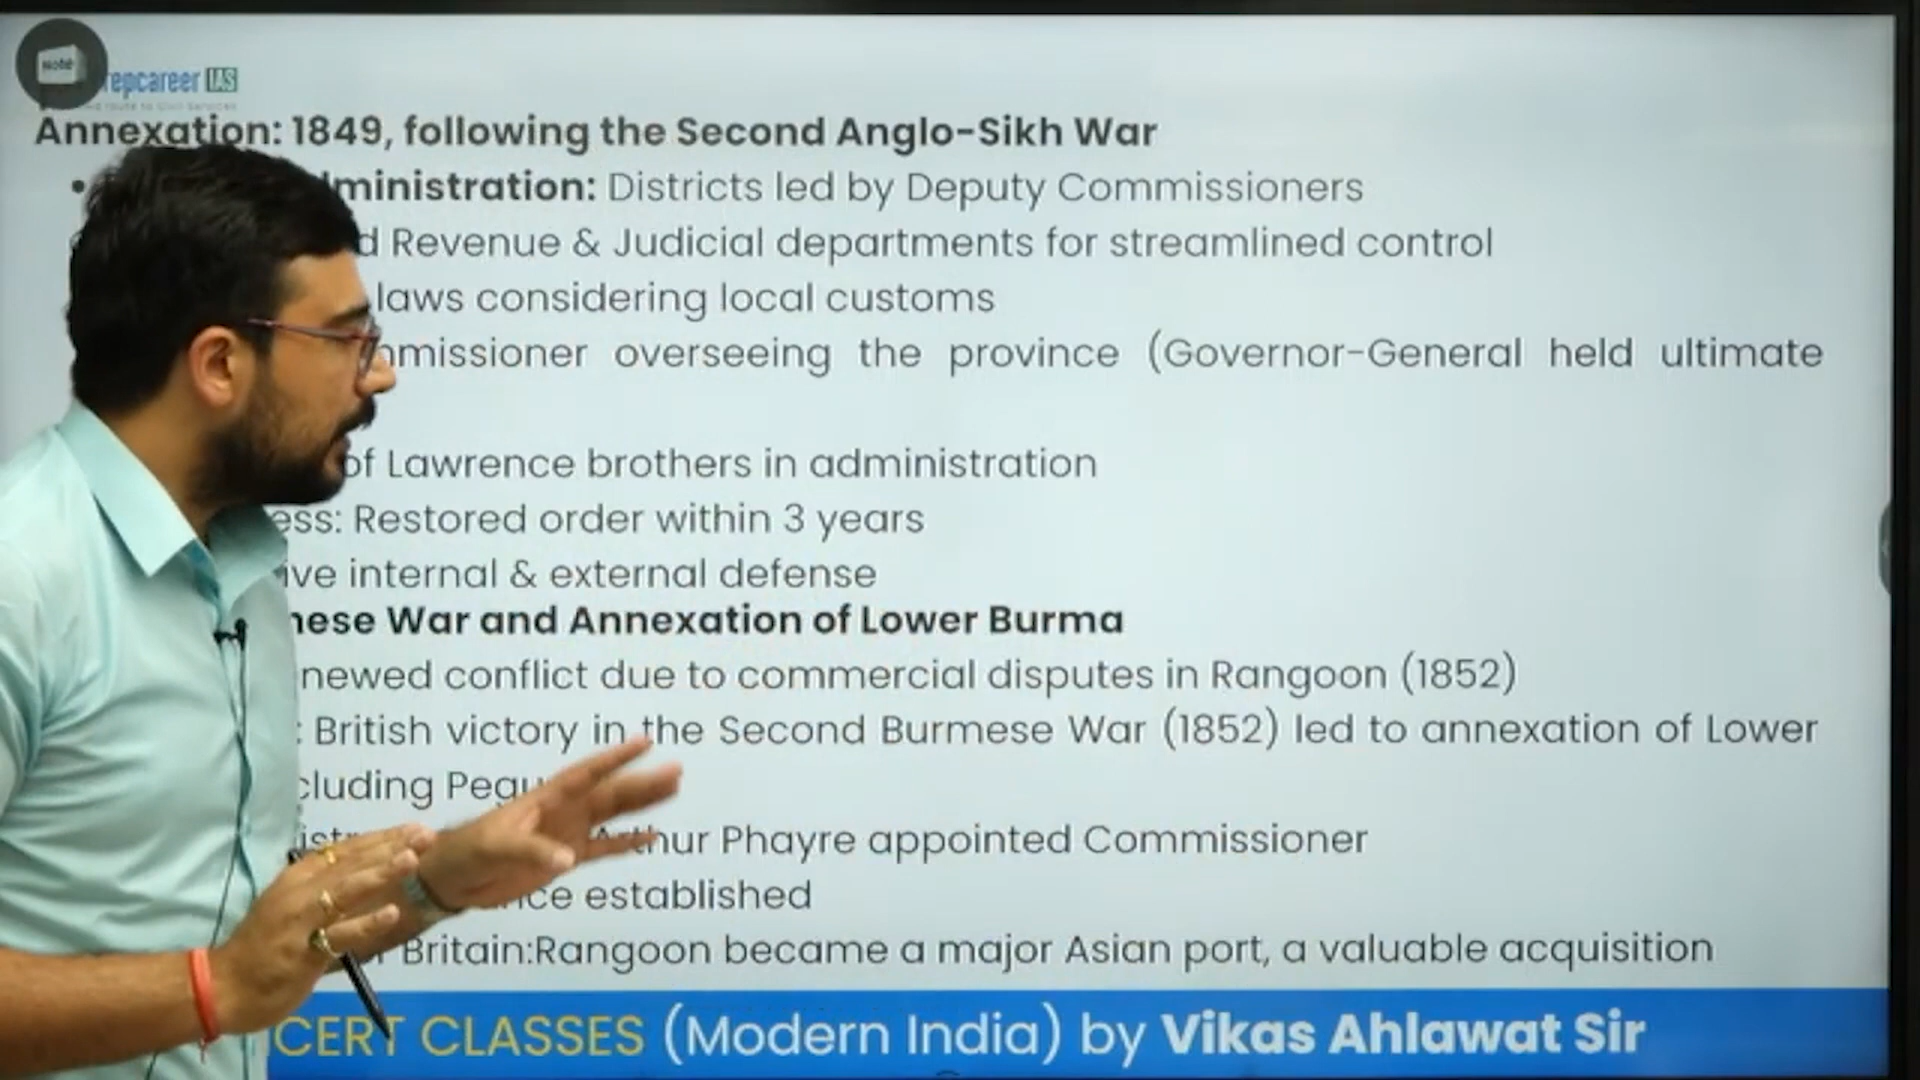 Note
repcareer IAS
Annexation: 1849, following the Second Anglo-Sikh War
• ministration: Districts led by Deputy Commissioners
d Revenue & Judicial departments for streamlined control
laws considering local customs
mmissioner overseeing the province (Governor-General held ultimate
of Lawrence brothers in administration
ess: Restored order within 3 years
ive internal & external defense
nese War and Annexation of Lower Burma
newed conflict due to commercial disputes in Rangoon (1852)
: British victory in the Second Burmese War (1852) led to annexation of Lower
cluding Pegu
Arthur Phayre appointed Commissioner
ce established
Britain:Rangoon became a major Asian port, a valuable acquisition
CERT CLASSES (Modern India) by Vikas Ahlawat Sir